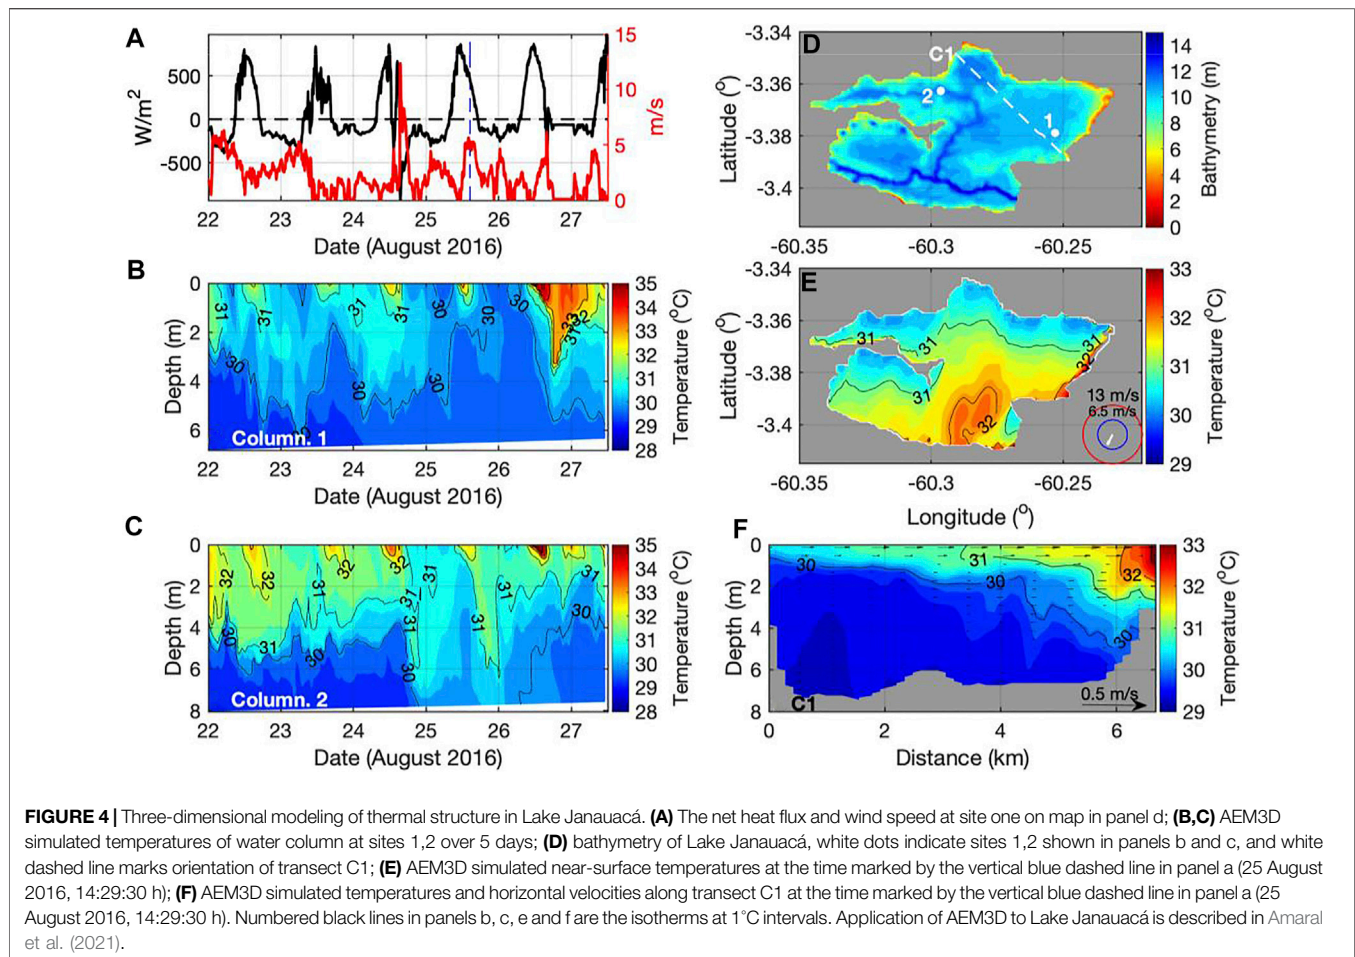 A
15
10
5
0
m/s
500
0
-500
W/m2
22 23 24 25 26 27
Date (August 2016)
B
0
2
4
6
Depth (m)
31 31 31 31 30 30 30 33 32 31
30 30 30
Column. 1
35
34
33
32
31
30
29
28
Temperature (oC)
22 23 24 25 26 27
Date (August 2016)
C
0
2
4
6
8
Depth (m)
32 32 31 32 32 31 31 31 31
30 31 30 31 30 31 30
Column. 2
35
34
33
32
31
30
29
28
Temperature (oC)
22 23 24 25 26 27
Date (August 2016)
D
-3.34
-3.36
-3.38
-3.4
Latitude (o)
C1
2
1
14
12
10
8
6
4
2
0
Bathymetry (m)
-60.35 -60.3 -60.25
E
-3.34
-3.36
-3.38
-3.4
Latitude (o)
31 31 31
32
31
32
13 m/s
6.5 m/s
33
32
31
30
29
Temperature (oC)
-60.35 -60.3 -60.25
Longitude (o)
F
0
2
4
6
8
Depth (m)
30 31 30 32 30
0.5 m/s
C1
33
32
31
30
29
Temperature (oC)
0 2 4 6
Distance (km)
FIGURE 4 | Three-dimensional modeling of thermal structure in Lake Janauacá. (A) The net heat flux and wind speed at site one on map in panel d; (B,C) AEM3D
simulated temperatures of water column at sites 1,2 over 5 days; (D) bathymetry of Lake Janauacá, white dots indicate sites 1,2 shown in panels b and c, and white
dashed line marks orientation of transect C1; (E) AEM3D simulated near-surface temperatures at the time marked by the vertical blue dashed line in panel a (25 August
2016, 14:29:30 h); (F) AEM3D simulated temperatures and horizontal velocities along transect C1 at the time marked by the vertical blue dashed line in panel a (25
August 2016, 14:29:30 h). Numbered black lines in panels b, c, e and f are the isotherms at 1˚C intervals. Application of AEM3D to Lake Janauacá is described in Amaral
et al. (2021).